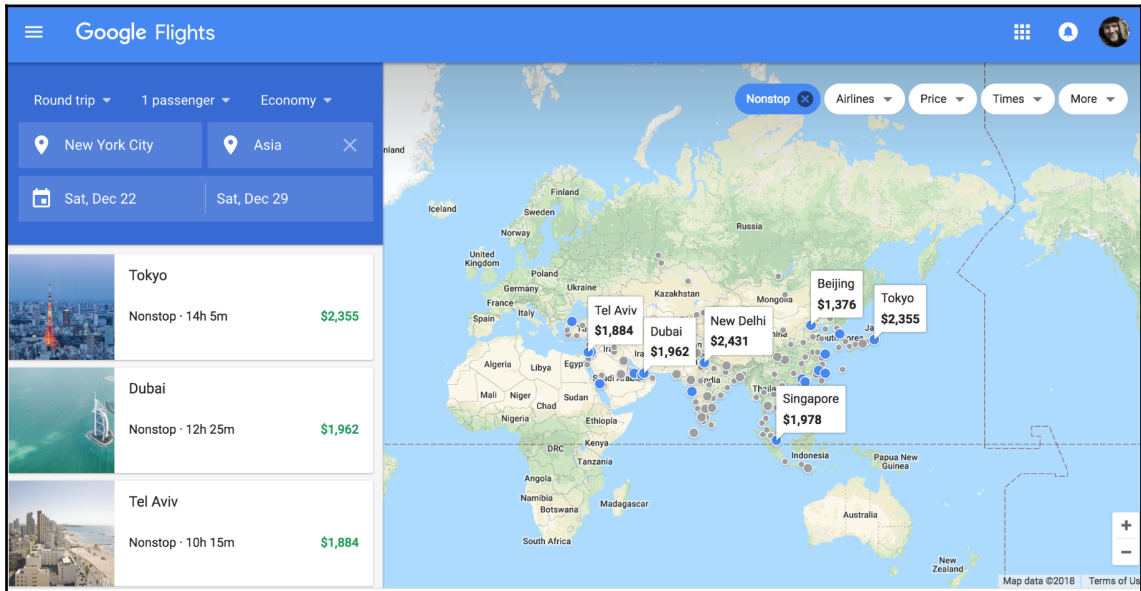 Google Flights
Round trip
1 passenger
Economy
New York City
Asia
Sat, Dec 22
Sat, Dec 29
Tokyo
Nonstop · 14h 5m
$2,355
Dubai
Nonstop · 12h 25m
$1,962
Tel Aviv
Nonstop · 10h 15m
$1,884
Nonstop
Airlines
Price
Times
More
nland
Iceland
Finland
Sweden
Norway
Russia
United
Kingdom
Poland
Germany
Ukraine
France
Italy
Spain
Kazakhstan
Mongolia
Beijing
$1,376
Tokyo
$2,355
Tel Aviv
$1,884
Dubai
$1,962
New Delhi
$2,431
Singapore
$1,978
Algeria
Libya
Egypt
Saudi Arabia
India
Mali
Niger
Chad
Sudan
Nigeria
Ethiopia
DRC
Kenya
Tanzania
Angola
Namibia
Botswana
Madagascar
South Africa
Indonesia
Papua New
Guinea
Australia
New
Zealand
+
−
Map data ©2018
Terms of Us